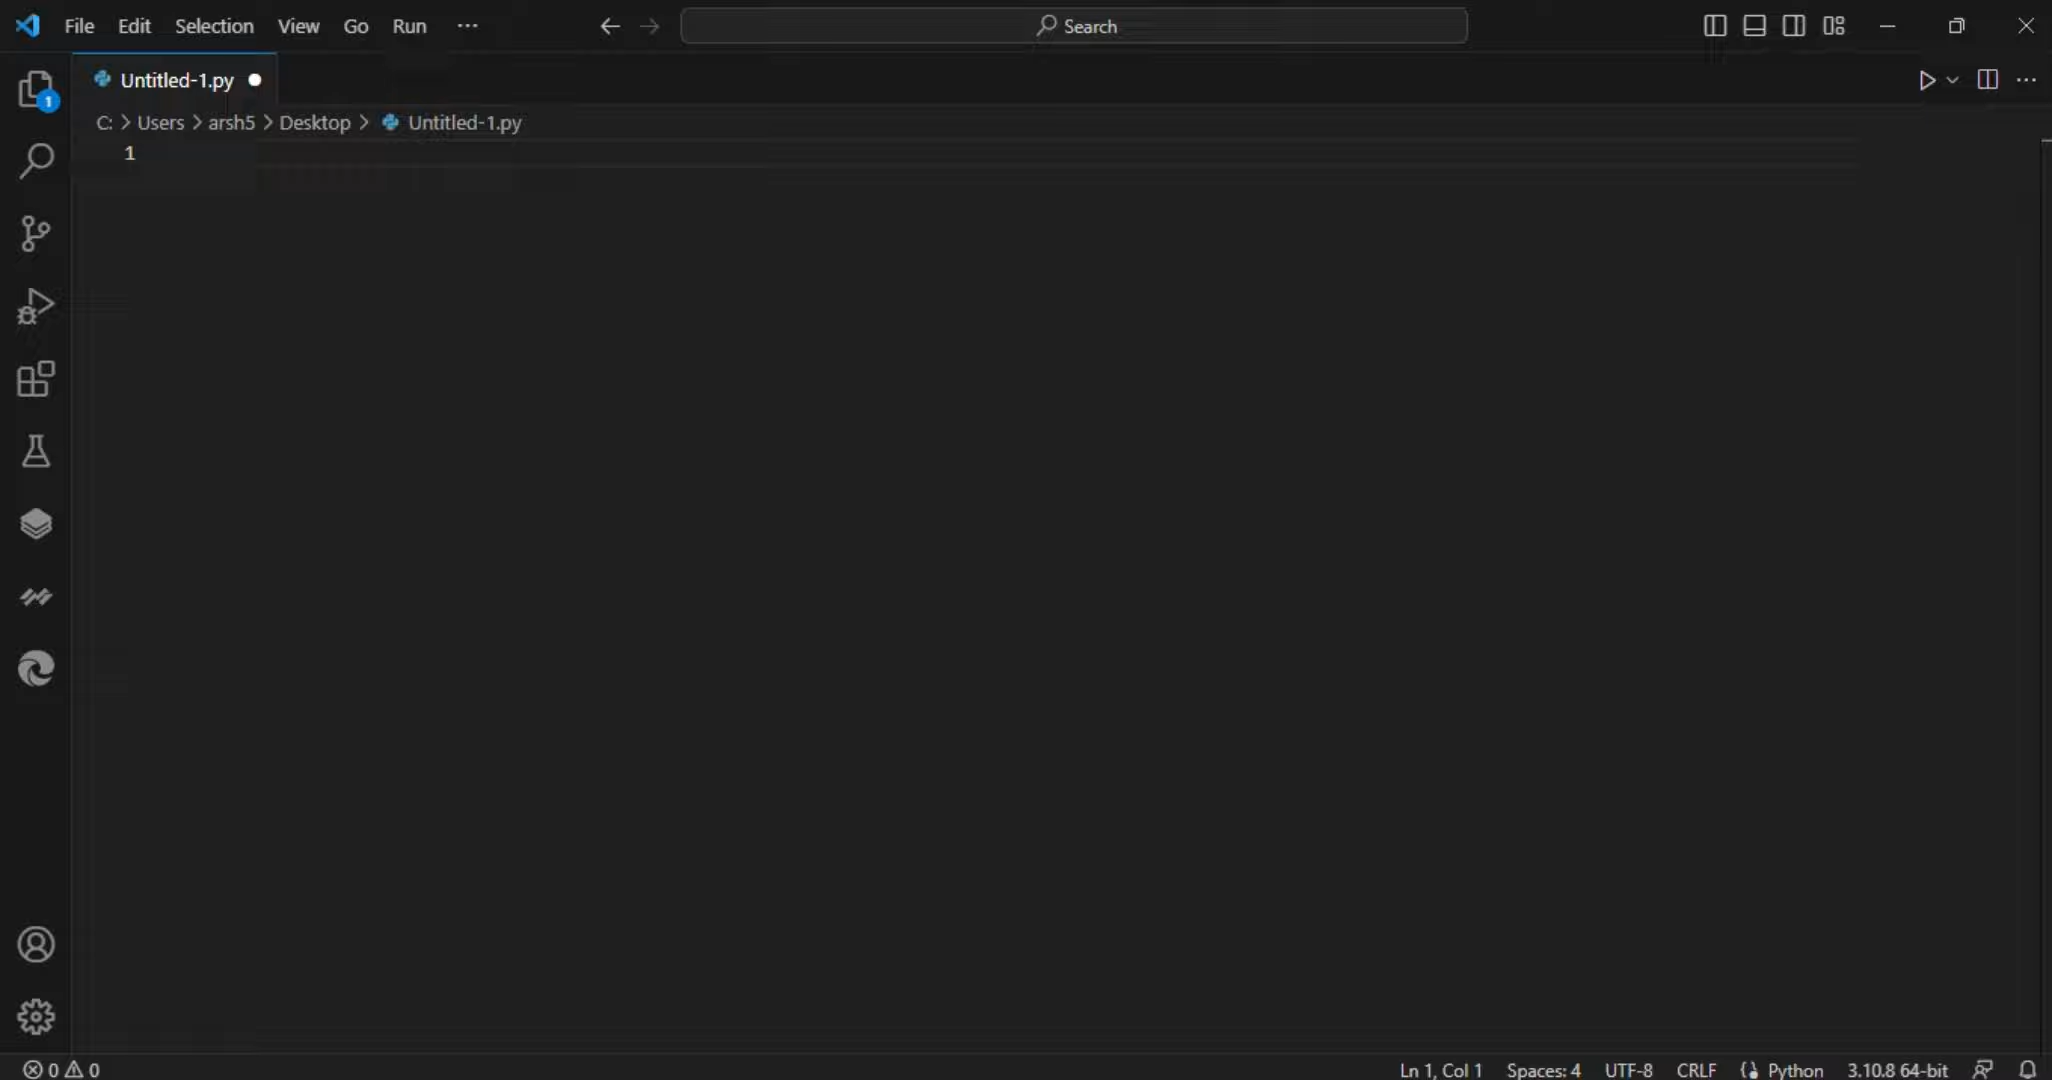 File Edit Selection View Go Run ··· Search
Untitled-1.py
1
C: > Users > arsh5 > Desktop > Untitled-1.py
1
0 0 Ln 1, Col 1 Spaces: 4 UTF-8 CRLF Python 3.10.8 64-bit